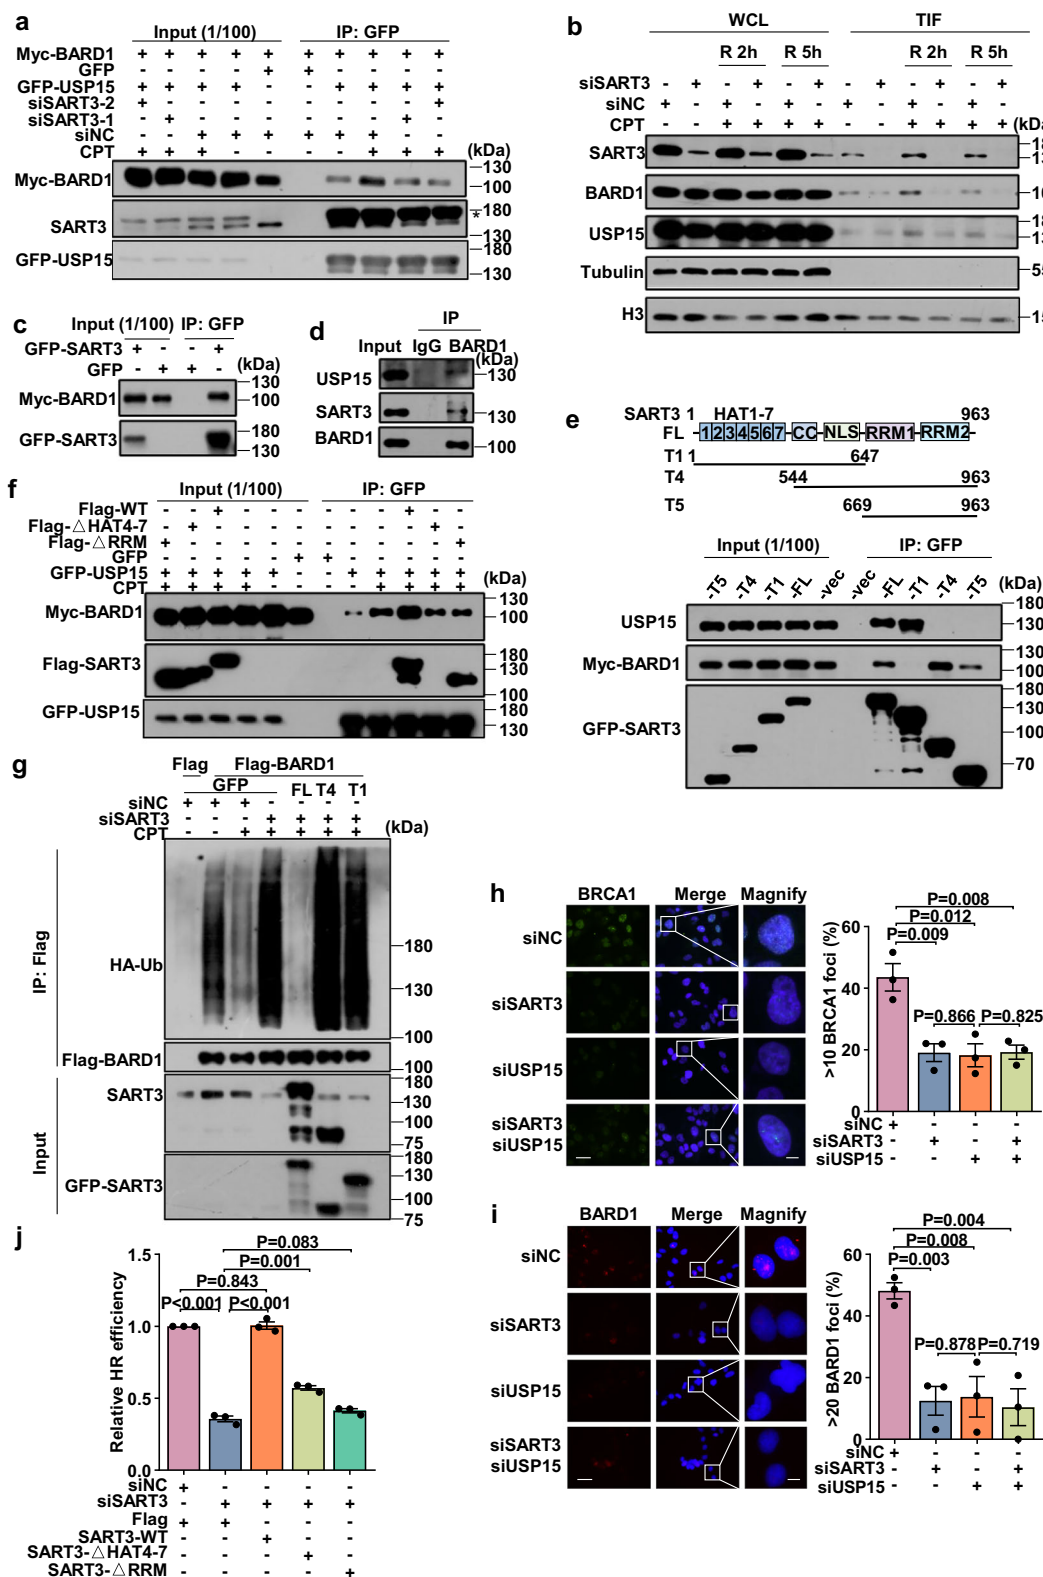 a
Input (1/100) IP: GFP
Myc-BARD1 + + + + + + + + + +
GFP - - - - + + - - - -
GFP-USP15 + + + + - - + + + +
siSART3-2 + - - - - - - - - +
siSART3-1 - + - - - - - - + -
siNC - - + + + + + + - -
CPT + + + - - - - + + + (kDa)
Myc-BARD1 130 100
SART3 180 * 130
GFP-USP15 180 130
b
WCL TIF
R 2h R 5h R 2h R 5h
siSART3 - + - + - + - + - + - +
siNC + - + - + - + - + - + -
CPT - - + + + + - - + + + + (kDa
SART3 18 13
BARD1 10
USP15 18 13
Tubulin 55
H3 15
c
Input (1/100) IP: GFP
GFP-SART3 + - - +
GFP - + + - (kDa)
Myc-BARD1 130 100
GFP-SART3 180 130
d
IP
Input IgG BARD1
(kDa)
USP15 130
SART3 130
BARD1 100
e
SART3 1 HAT1-7 963
FL 1 2 3 4 5 6 7 CC NLS RRM1 RRM2
T1 1 647
T4 544 963
T5 669 963
Input (1/100) IP: GFP
-T5 -T4 -T1 -FL -vec -vec -FL -T1 -T4 -T5 (kDa)
USP15 180 130
Myc-BARD1 130 100
GFP-SART3 180 130 100 70
f
Input (1/100) IP: GFP
Flag-WT - - + - - - - - - + - -
Flag-△HAT4-7 - + - - - - - - - - + -
Flag-△RRM + - - - - - - - - - - +
GFP - - - - - + + - - - - -
GFP-USP15 + + + + + - - + + + + +
CPT + + + + - - - - + + + + (kDa)
Myc-BARD1 130 100
Flag-SART3 180 130 100
GFP-USP15 180 130
g
Flag Flag-BARD1
GFP FL T4 T1
siNC + + + - - - -
siSART3 - - - + + + +
CPT - - + + + + + (kDa)
IP: Flag
HA-Ub 180 130 100
Flag-BARD1 100
Input
SART3 180 130 100 75
GFP-SART3 180 130 100 75
h
BRCA1 Merge Magnify
siNC
siSART3
siUSP15
siSART3
siUSP15
>10 BRCA1 foci (%)
60 40 20 0
P=0.008
P=0.012
P=0.009
P=0.866 P=0.825
siNC + - - -
siSART3 - + - +
siUSP15 - - + +
i
BARD1 Merge Magnify
siNC
siSART3
siUSP15
siSART3
siUSP15
>20 BARD1 foci (%)
60 40 20 0
P=0.004
P=0.008
P=0.003
P=0.878 P=0.719
siNC + - - -
siSART3 - + - +
siUSP15 - - + +
j
Relative HR efficiency
1.5 1.0 0.5 0.0
P=0.083
P=0.001
P=0.843
P<0.001 P<0.001
siNC + - - - -
siSART3 - + + + +
Flag + + - - -
SART3-WT - - + - -
SART3-△HAT4-7 - - - + -
SART3-△RRM - - - - +